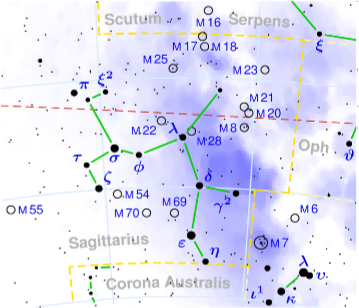 M16
Scutum Serpens
M17 M18
ξ
M25
M23
π ξ²
M21
M20
M22
M8
λ
M28
Oph
σ
φ
τ
ϑ
ζ
δ
M54
γ²
M55
M70
M69
M6
Sagittarius
ε
M7
η
λ
υ
Corona Australis
ι¹
κ